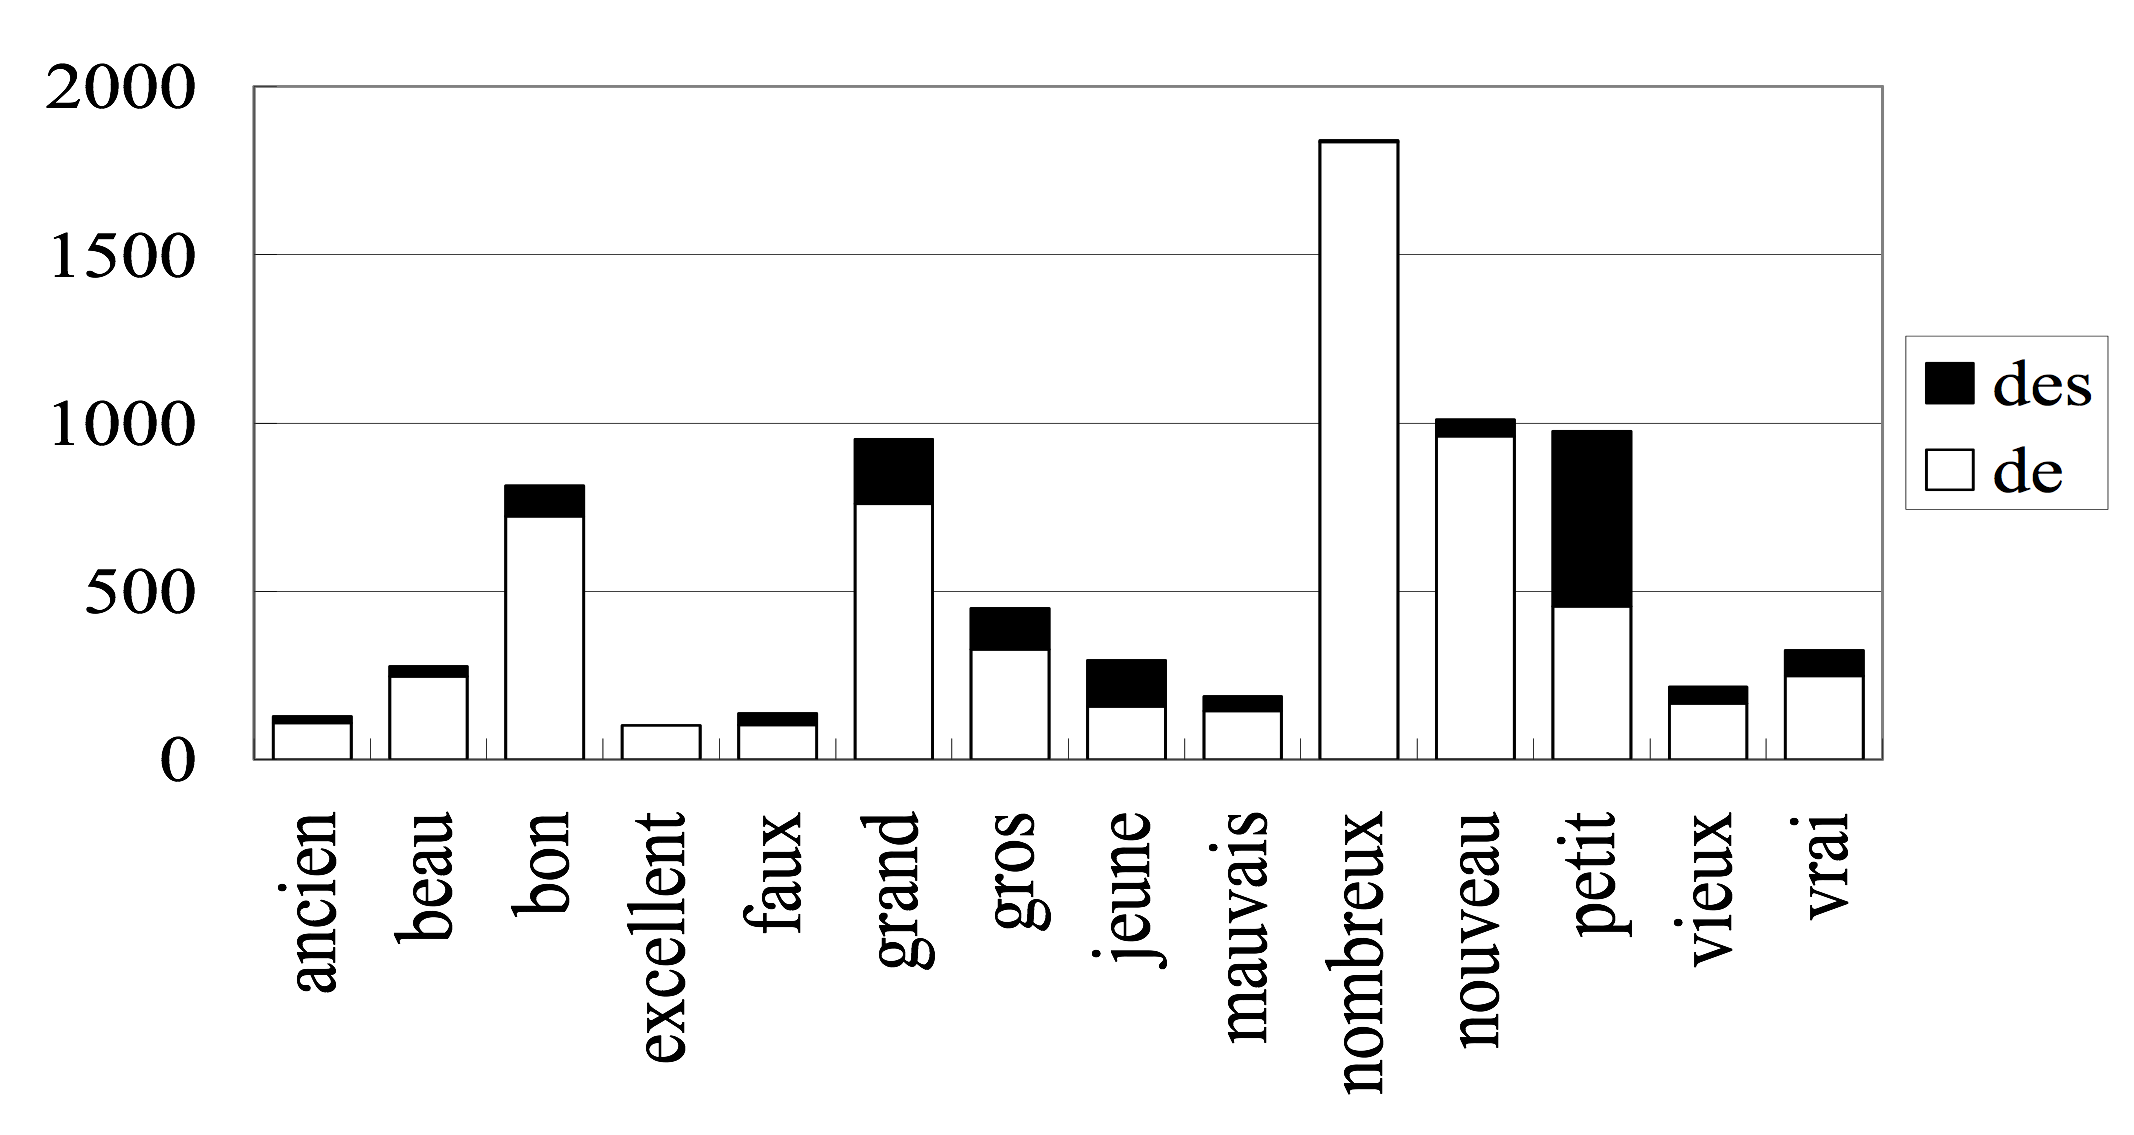 2000
1500
1000
500
0
ancien
beau
bon
excellent
faux
grand
gros
jeune
mauvais
nombreux
nouveau
petit
vieux
vrai
des
de